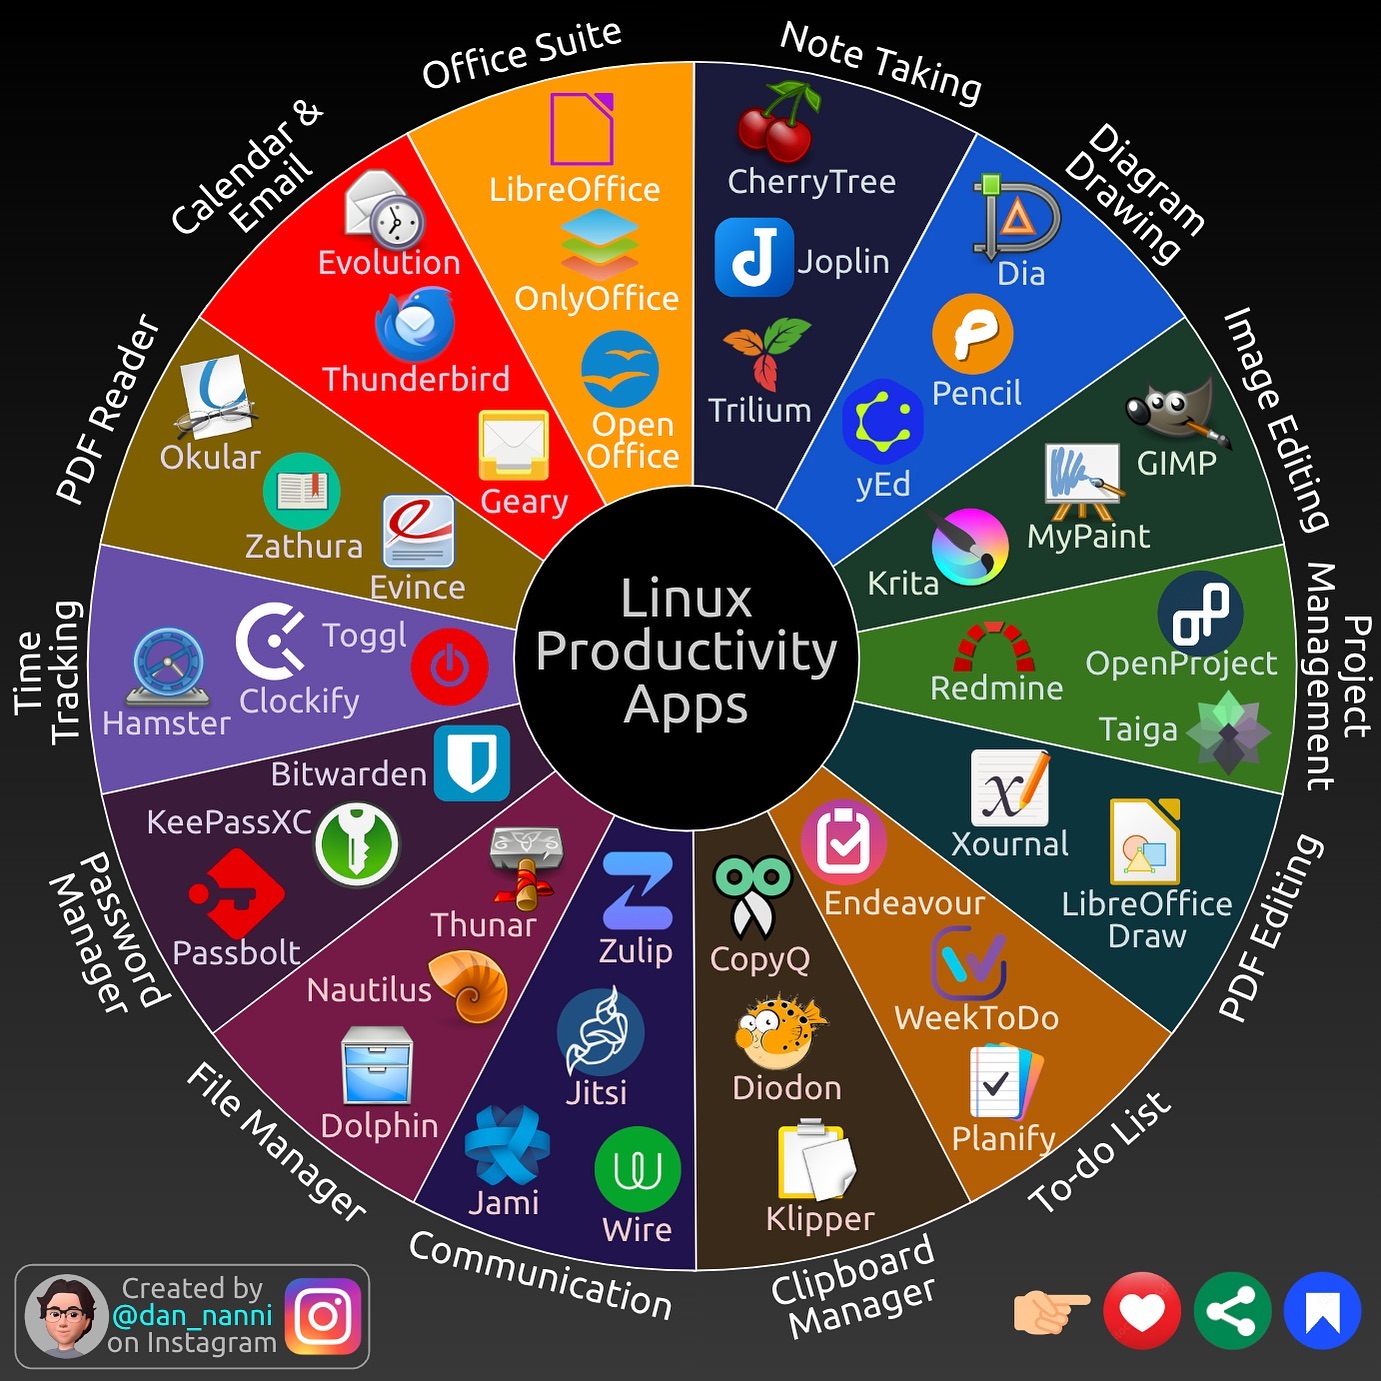 Linux
Productivity
Apps
Office Suite
LibreOffice
OnlyOffice
Open
Office
Note Taking
CherryTree
Joplin
Trilium
Diagram
Drawing
Dia
Pencil
yEd
Image Editing
GIMP
MyPaint
Krita
Project
Management
OpenProject
Redmine
Taiga
PDF Editing
Xournal
LibreOffice
Draw
To-do List
Endeavour
WeekToDo
Planify
Clipboard
Manager
CopyQ
Diodon
Klipper
Communication
Zulip
Jitsi
Jami
Wire
File Manager
Thunar
Nautilus
Dolphin
Password
Manager
Bitwarden
KeePassXC
Passbolt
Time
Tracking
Toggl
Clockify
Hamster
PDF Reader
Okular
Zathura
Evince
Calendar &
Email
Evolution
Thunderbird
Geary
Created by
@dan_nanni
on Instagram